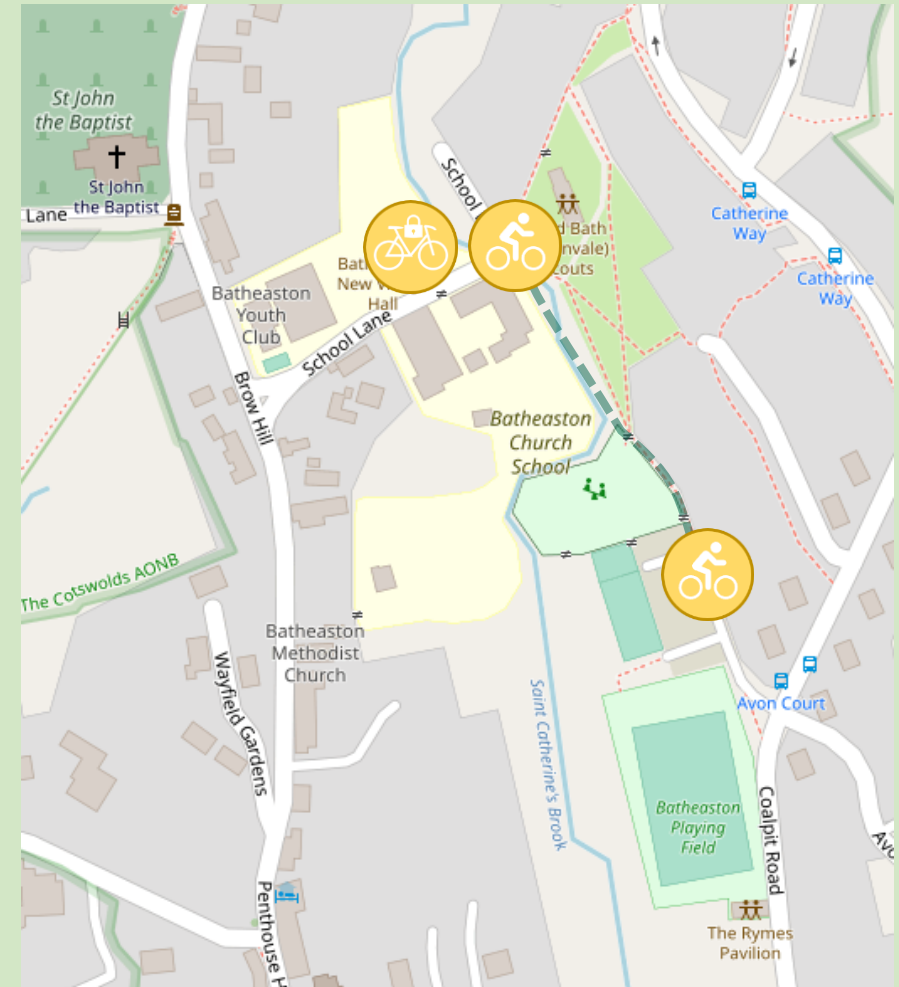 St John
the Baptist
St John
the Baptist
Lane
School
Catherine
Way
Catherine
Way
d Bath
nvale)
couts
Batheaston
Youth
Club
Bat
New V
Hall
School Lane
Brow Hill
Batheaston
Church
School
The Cotswolds AONB
Batheaston
Methodist
Church
Wayfield Gardens
Saint Catherine's Brook
Avon Court
Batheaston
Playing
Field
Coalpit Road
Avo
Penthouse H
The Rymes
Pavilion